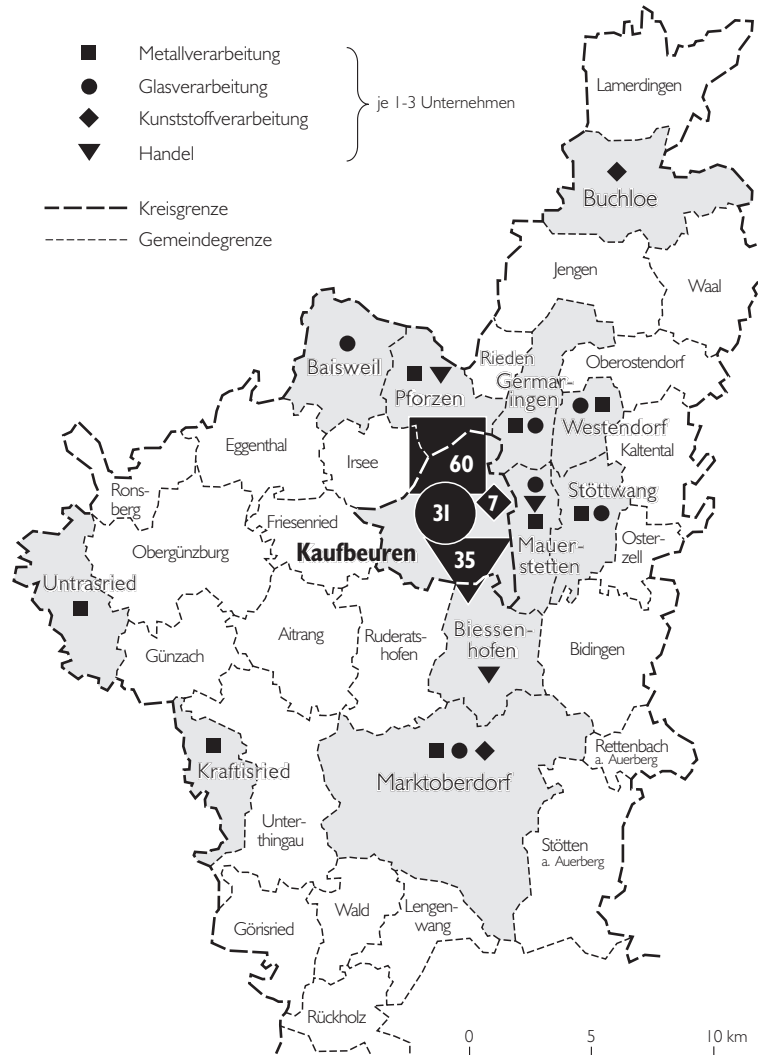 Metallverarbeitung
Glasverarbeitung
Kunststoffverarbeitung
Handel
je 1-3 Unternehmen
Kreisgrenze
Gemeindegrenze
Lamerdingen
Buchloe
Jengen
Waal
Rieden
Oberostendorf
Baisweil
Pforzen
Germar-
ingen
Westendorf
Kaltental
Eggenthal
Irsee
60
Ronsberg
31
7
Stöttwang
Friesenried
Obergünzburg
Kaufbeuren
35
Mauer-
stetten
Oster-
zell
Untrasried
Günzach
Aitrang
Ruderats-
hofen
Biessen-
hofen
Bidingen
Kraftisried
Marktoberdorf
Rettenbach
a. Auerberg
Unter-
thingau
Stötten
a. Auerberg
Görisried
Wald
Lengen-
wang
Rückholz
0 5 10 km